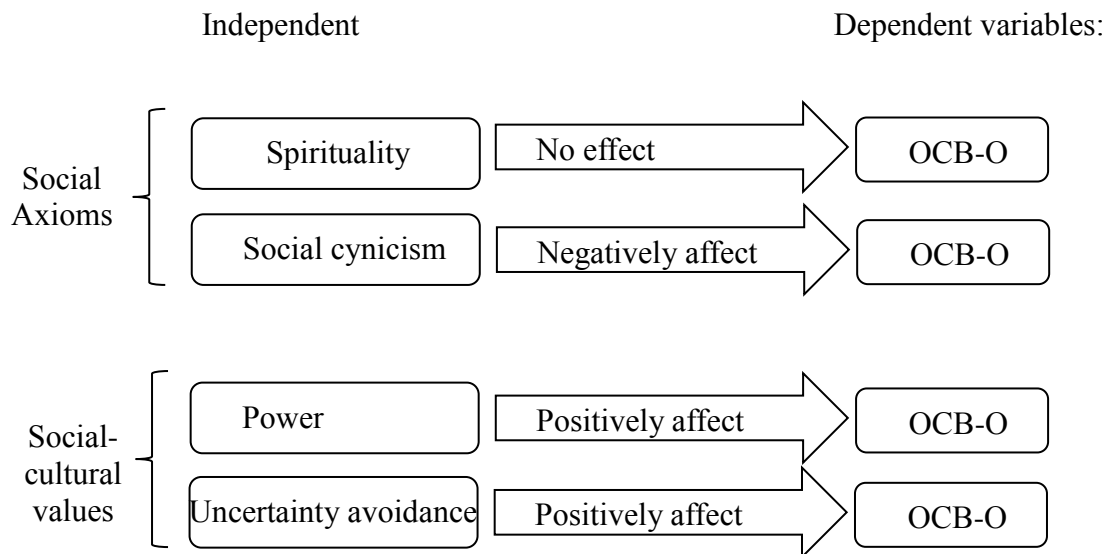 Independent Dependent variables:
Social
Axioms
Spirituality No effect OCB-O
Social cynicism Negatively affect OCB-O
Social-
cultural
values
Power Positively affect OCB-O
Uncertainty avoidance Positively affect OCB-O